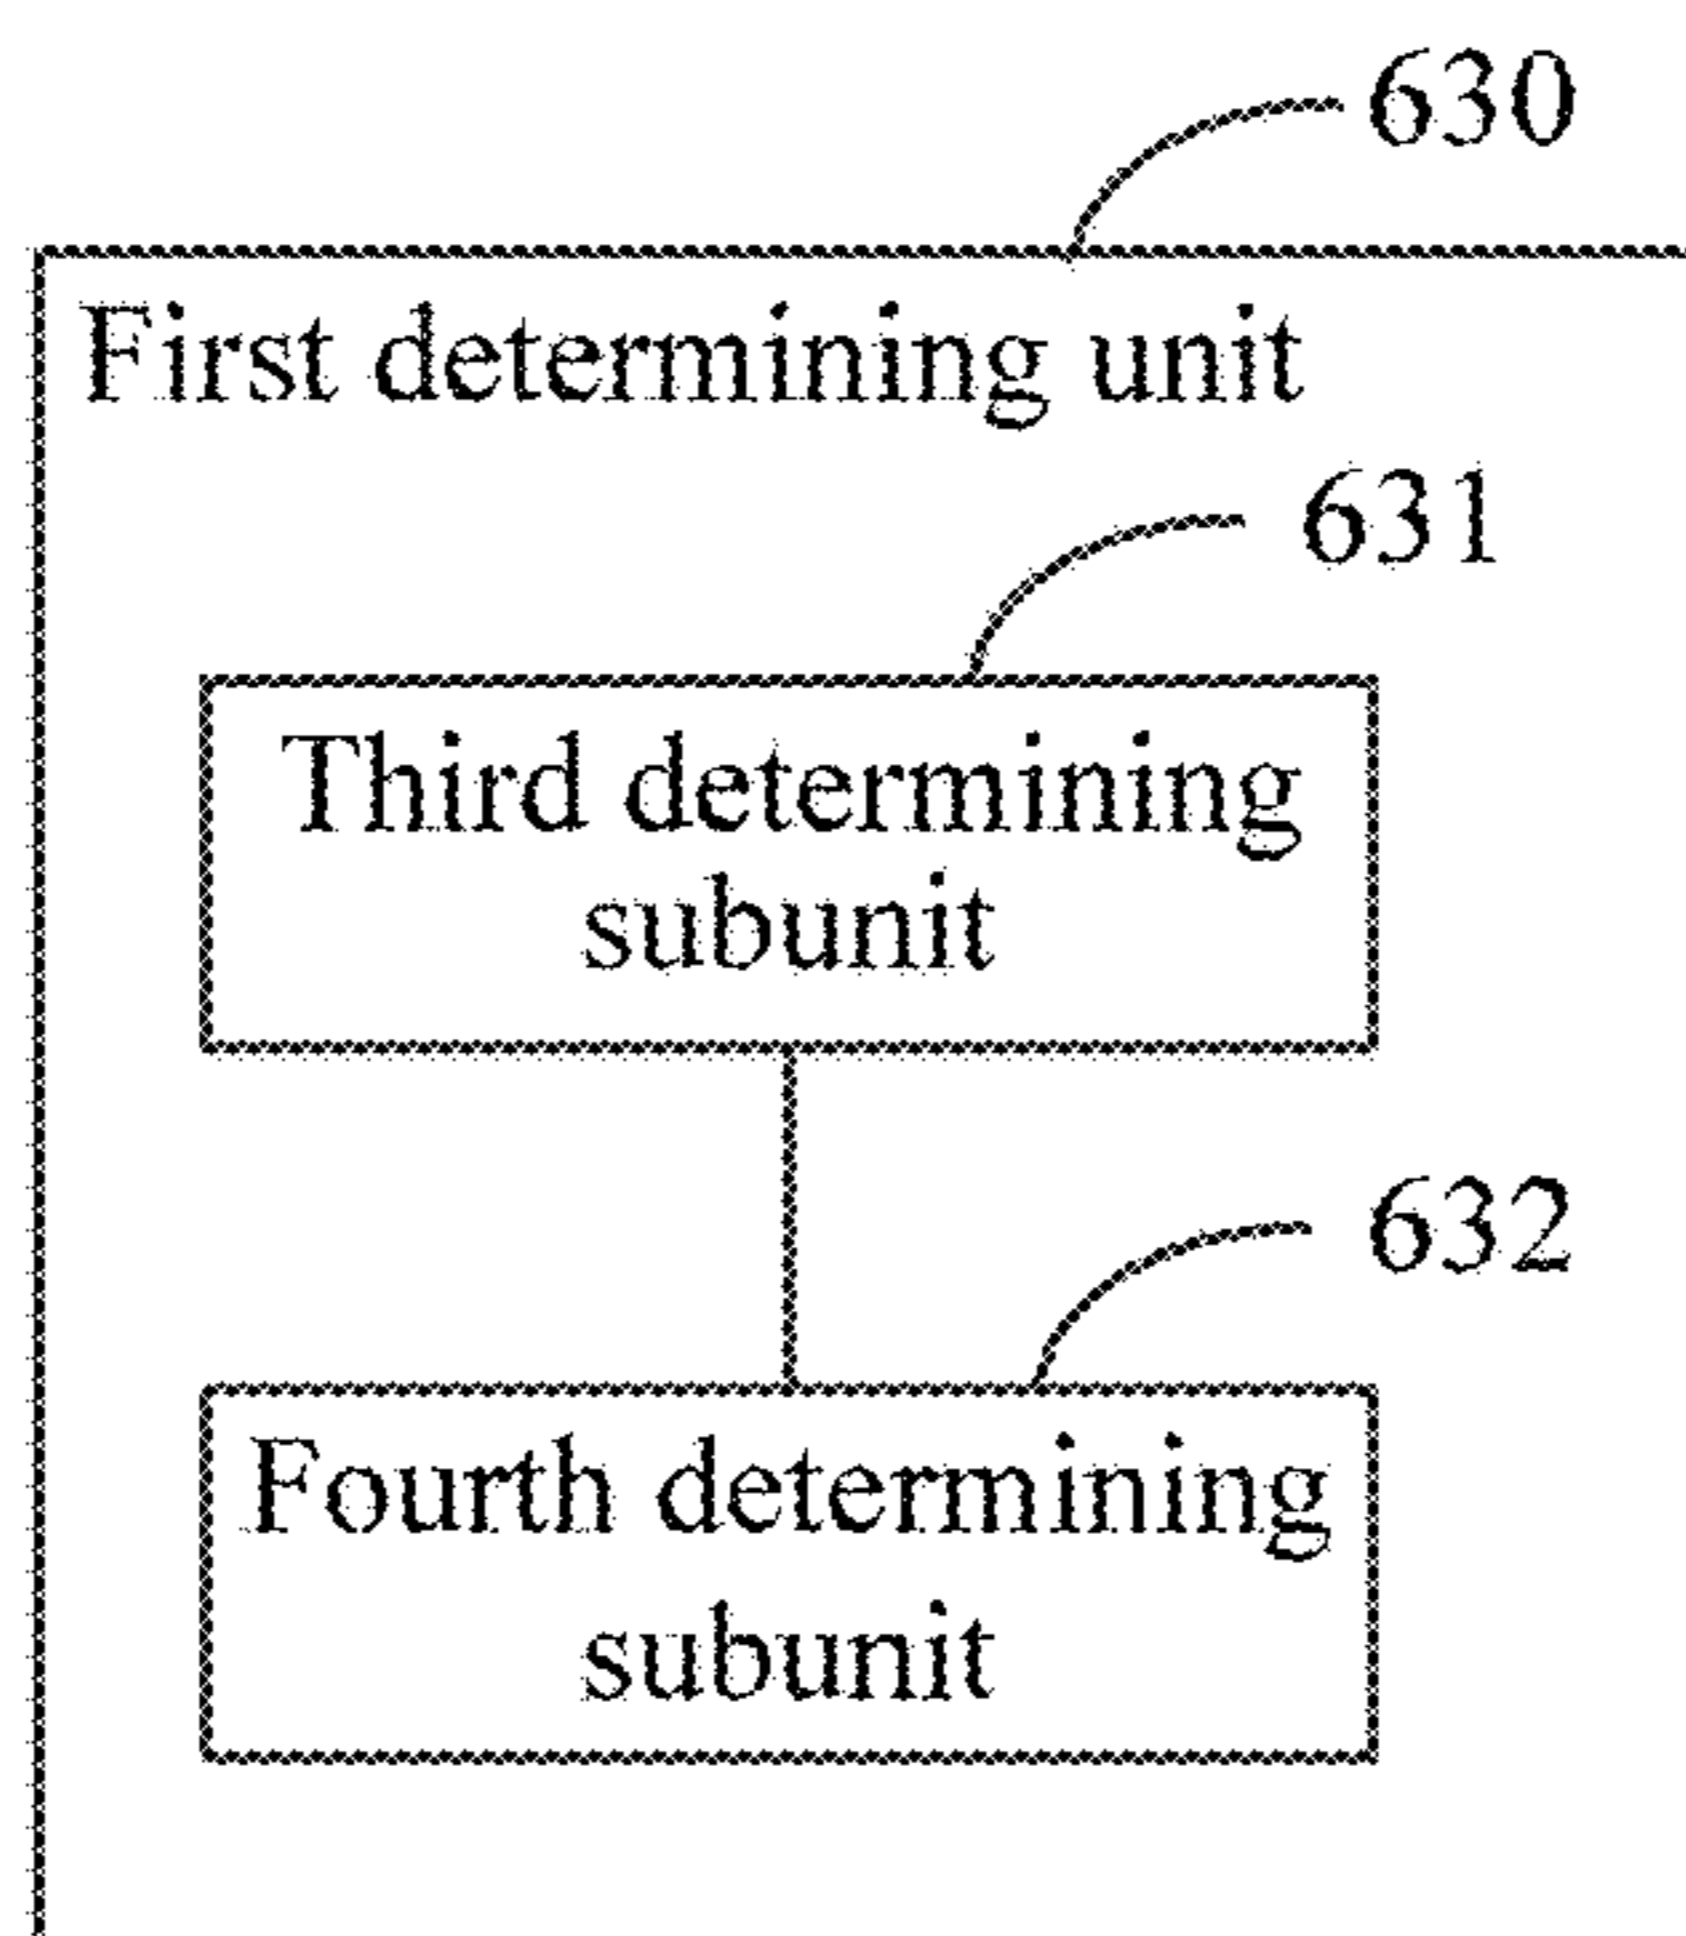 630
First determining unit
631
Third determining
subunit
632
Fourth determining
subunit